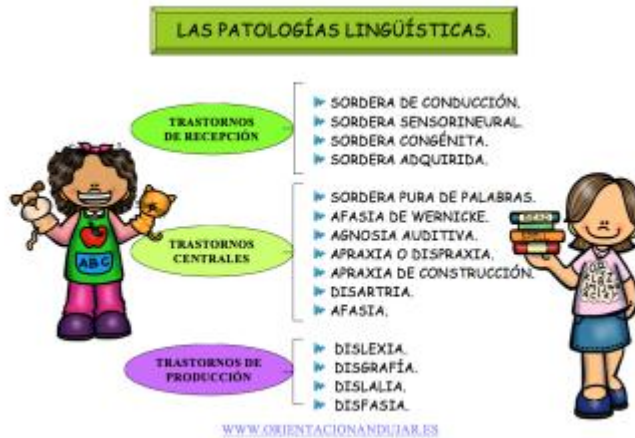 LAS PATOLOGÍAS LINGÜÍSTICAS.
TRASTORNOS
DE RECEPCIÓN
SORDERA DE CONDUCCIÓN.
SORDERA SENSORINEURAL.
SORDERA CONGÉNITA.
SORDERA ADQUIRIDA.
TRASTORNOS
CENTRALES
SORDERA PURA DE PALABRAS.
AFASIA DE WERNICKE.
AGNOSIA AUDITIVA.
APRAXIA O DISPRAXIA.
APRAXIA DE CONSTRUCCIÓN.
DISARTRIA.
AFASIA.
TRASTORNOS DE
PRODUCCIÓN
DISLEXIA.
DISGRAFÍA.
DISLALIA.
DISFASIA.
ABC
READ
WWW.ORIENTACIONANDUJAR.ES